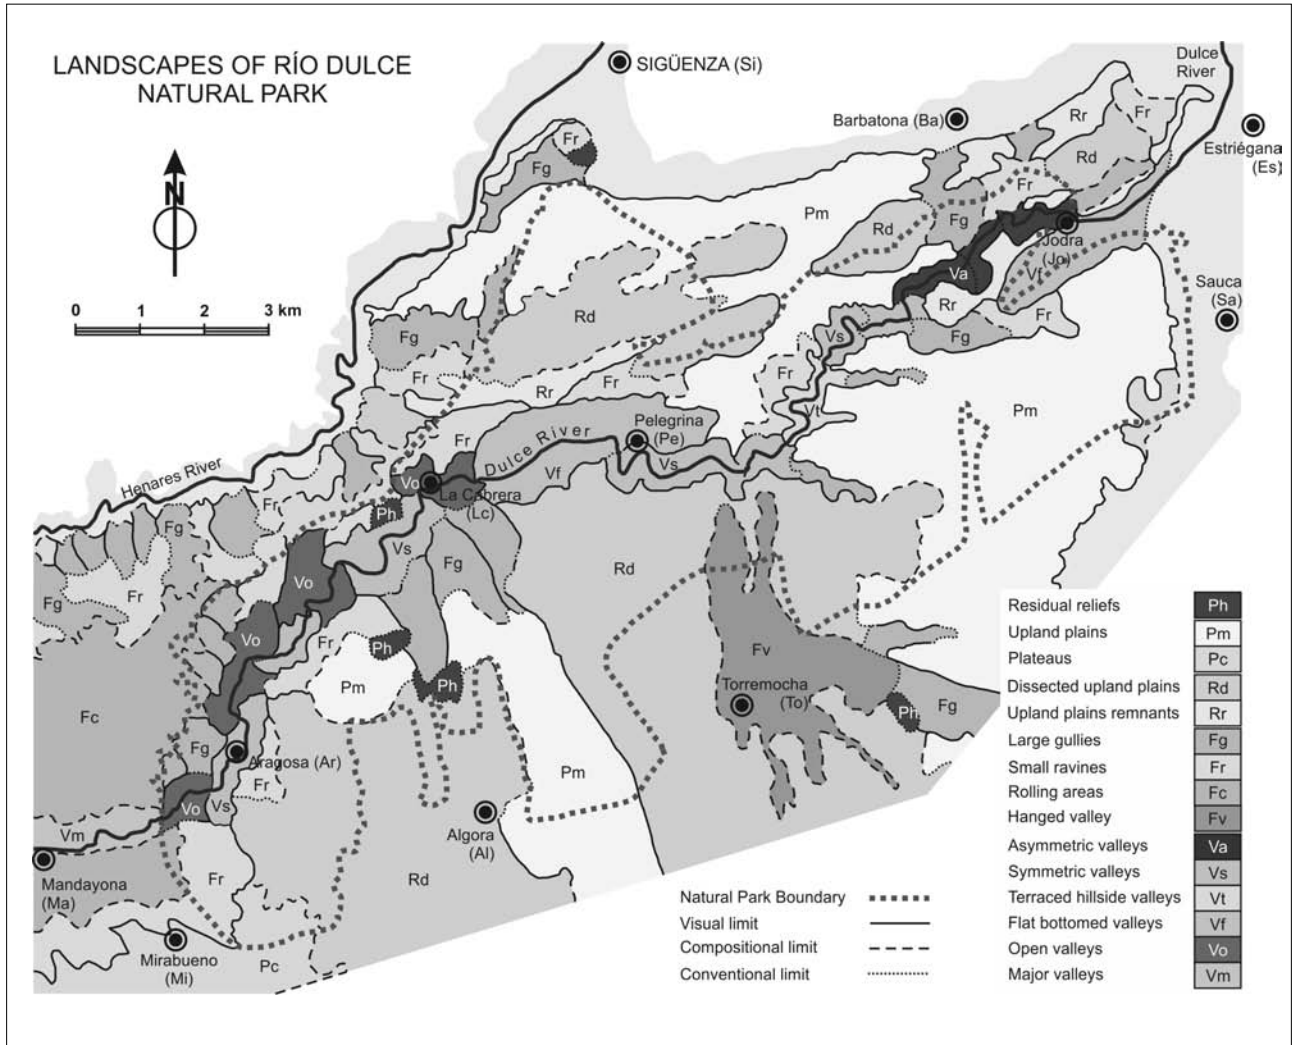 LANDSCAPES OF RÍO DULCE
NATURAL PARK
N
0 1 2 3 km
SIGÜENZA (Si)
Dulce
River
Barbatona (Ba)
Estriégana
(Es)
Rr
Fr
Rd
Fr
Fr
Fg
Pm
Rd
Fg
Jodra
(Jo)
Va
Vf
Sauca
(Sa)
Rr
Fr
Fg
Rd
Vs
Fg
Fr
Rr
Fr
Fr
Vt
Pm
Pelegrina
(Pe)
Fr
Dulce River
Vs
Vf
Henares River
Vo
La Cabrera
(Lc)
Fr
Ph
Fg
Vs
Fg
Rd
Vo
Fr
Fg
Vo
Fr
Ph
Fv
Pm
Ph
Torremocha
(To)
Ph
Fg
Fc
Fg
Aragosa (Ar)
Fr
Pm
Vo
Vs
Vm
Algora
(Al)
Mandayona
(Ma)
Fr
Rd
Mirabueno
(Mi)
Pc
Residual reliefs Ph
Upland plains Pm
Plateaus Pc
Dissected upland plains Rd
Upland plains remnants Rr
Large gullies Fg
Small ravines Fr
Rolling areas Fc
Hanged valley Fv
Asymmetric valleys Va
Symmetric valleys Vs
Terraced hillside valleys Vt
Flat bottomed valleys Vf
Open valleys Vo
Major valleys Vm
Natural Park Boundary
Visual limit
Compositional limit
Conventional limit